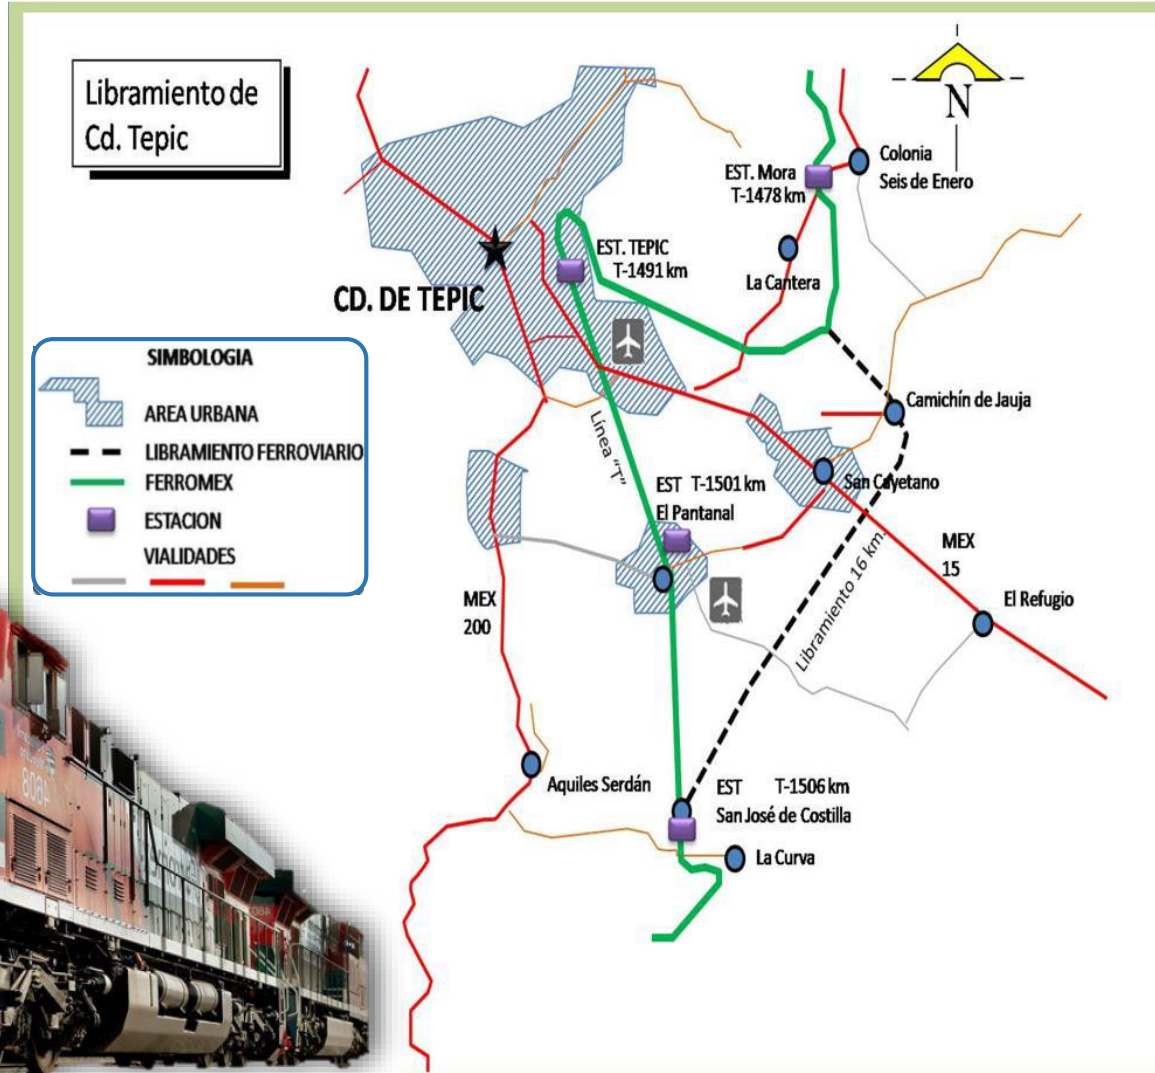 Libramiento de
Cd. Tepic
N
Colonia
Seis de Enero
EST. Mora
T-1478 km
EST. TEPIC
T-1491 km
La Cantera
CD. DE TEPIC
SIMBOLOGIA
AREA URBANA
LIBRAMIENTO FERROVIARIO
FERROMEX
ESTACION
VIALIDADES
Camichín de Jauja
Línea "T"
EST T-1501 km
El Pantanal
San Cayetano
MEX
15
El Refugio
MEX
200
Libramiento 16 km.
Aquiles Serdán
EST T-1506 km
San José de Costilla
La Curva
4608